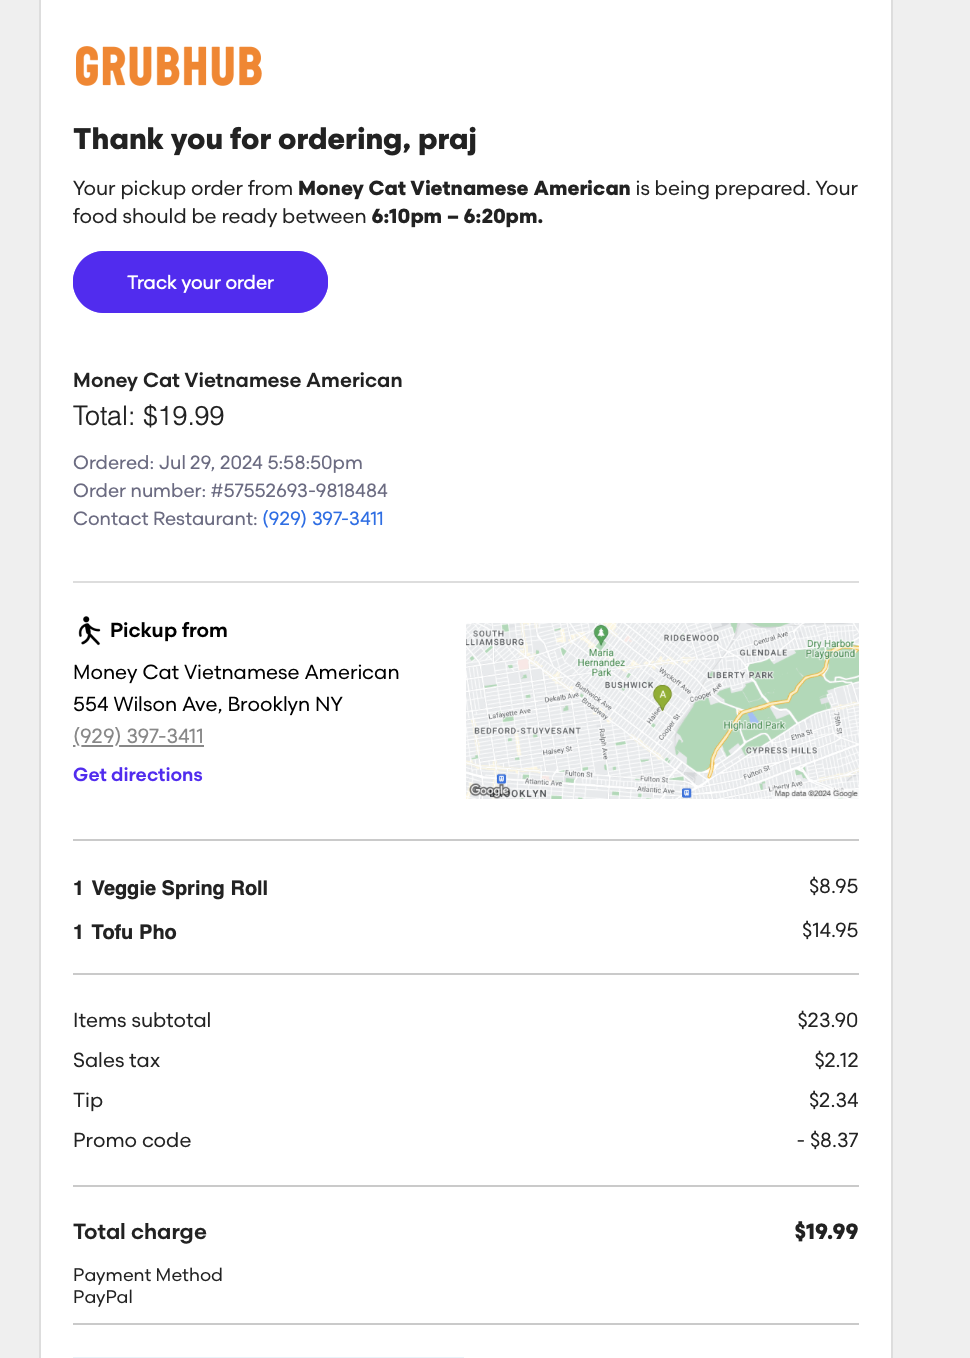 GRUBHUB
Thank you for ordering, praj
Your pickup order from Money Cat Vietnamese American is being prepared. Your
food should be ready between 6:10pm – 6:20pm.
Track your order
Money Cat Vietnamese American
Total: $19.99
Ordered: Jul 29, 2024 5:58:50pm
Order number: #57552693-9818484
Contact Restaurant: (929) 397-3411
Pickup from
Money Cat Vietnamese American
554 Wilson Ave, Brooklyn NY
(929) 397-3411
Get directions
SOUTH
LLIAMSBURG
Maria
Hernandez
Park
RIDGEWOOD
Central Ave
GLENDALE
Dry Harbor
Playground
LIBERTY PARK
Wyckoff Ave
Cooper Ave
BUSHWICK
A
Bushwick Ave
Broadway
Dekalb Ave
Lafayette Ave
Halsey
Cooper St
BEDFORD-STUYVESANT
Ralph Ave
Halsey St
Highland Park
75th St
Etna St
CYPRESS HILLS
Fulton St
Fulton St
Fulton St
Atlantic Ave
Atlantic Ave
Liberty Ave
Google
OKLYN
Map data ©2024 Google
1 Veggie Spring Roll $8.95
1 Tofu Pho $14.95
Items subtotal $23.90
Sales tax $2.12
Tip $2.34
Promo code - $8.37
Total charge $19.99
Payment Method
PayPal